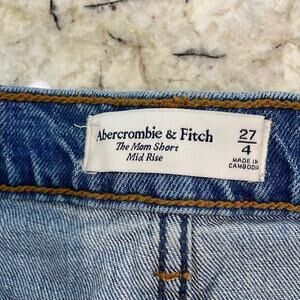 Abercrombie & Fitch
The Mom Short
Mid Rise
27
4
MADE IN
CAMBODIA